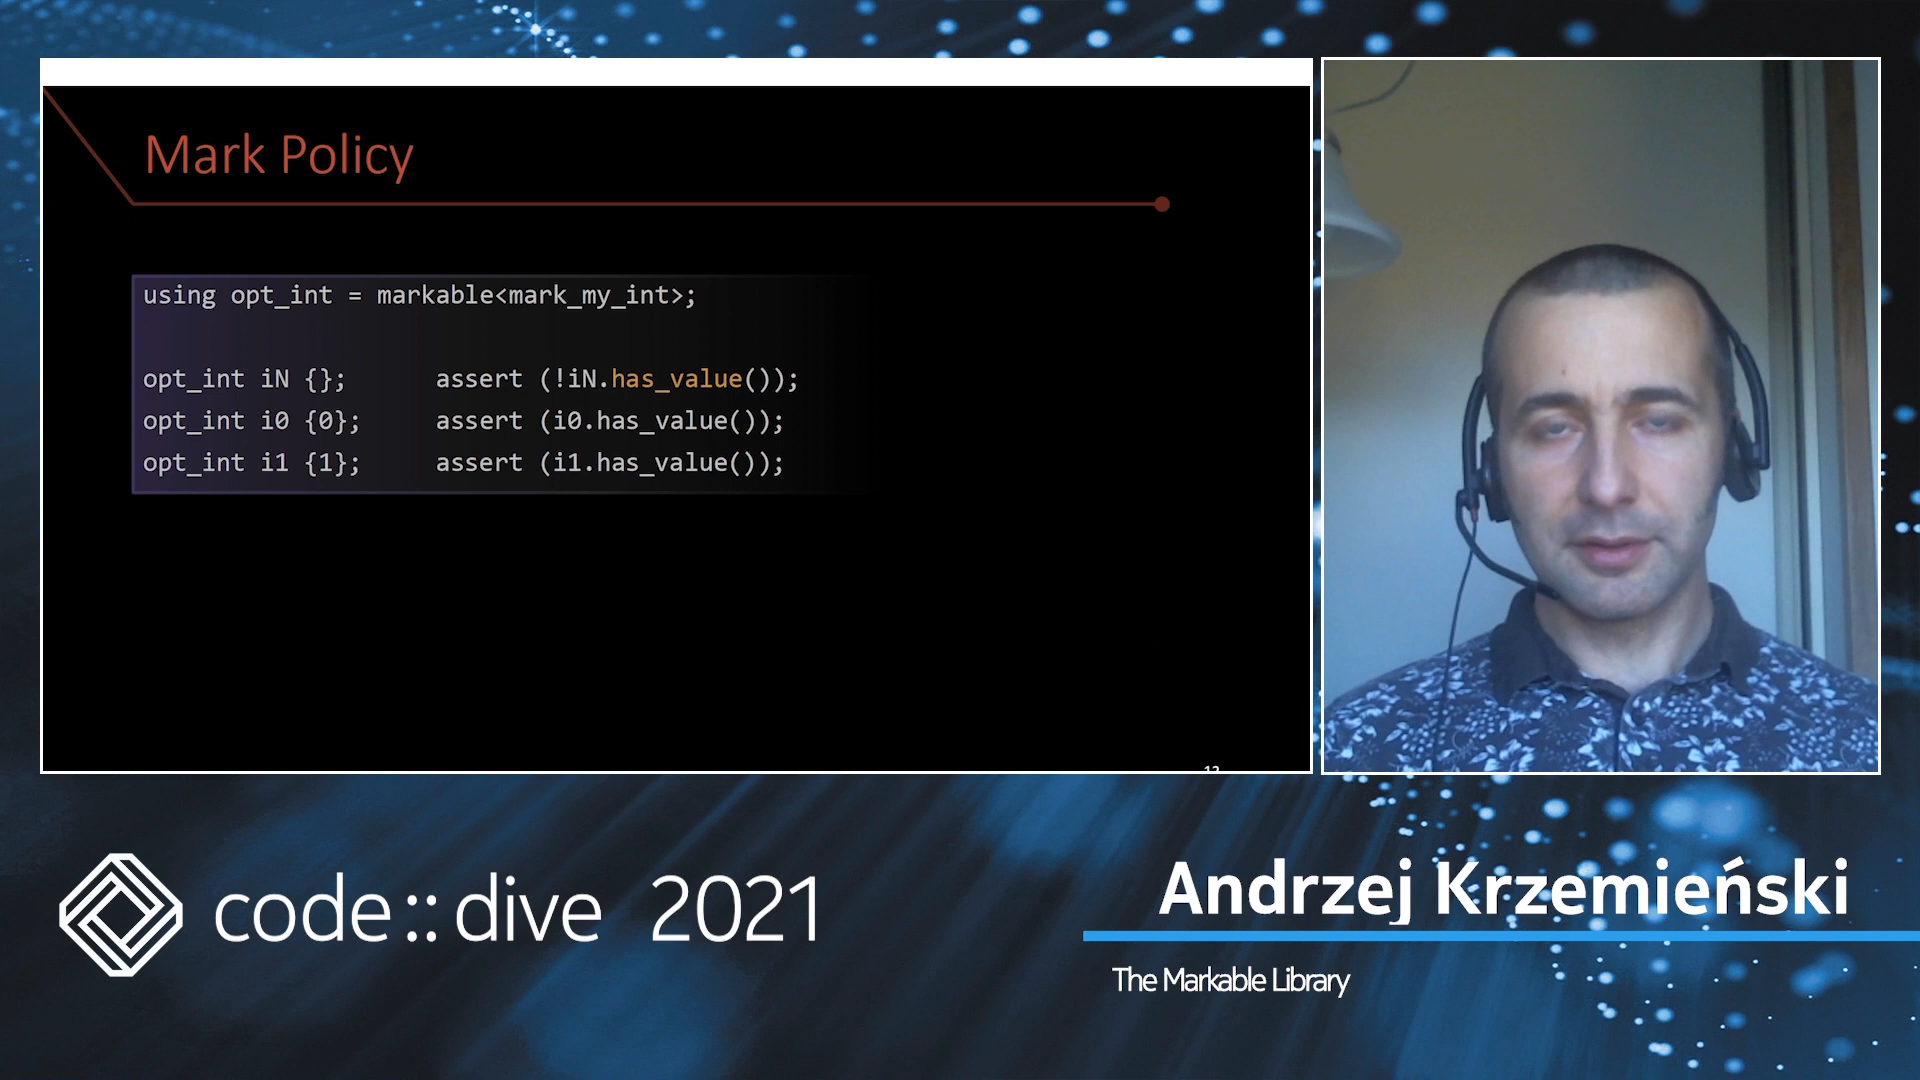 Mark Policy
using opt_int = markable<mark_my_int>;
opt_int iN {}; assert (!iN.has_value());
opt_int i0 {0}; assert (i0.has_value());
opt_int i1 {1}; assert (i1.has_value());
code::dive 2021
Andrzej Krzemieński
The Markable Library